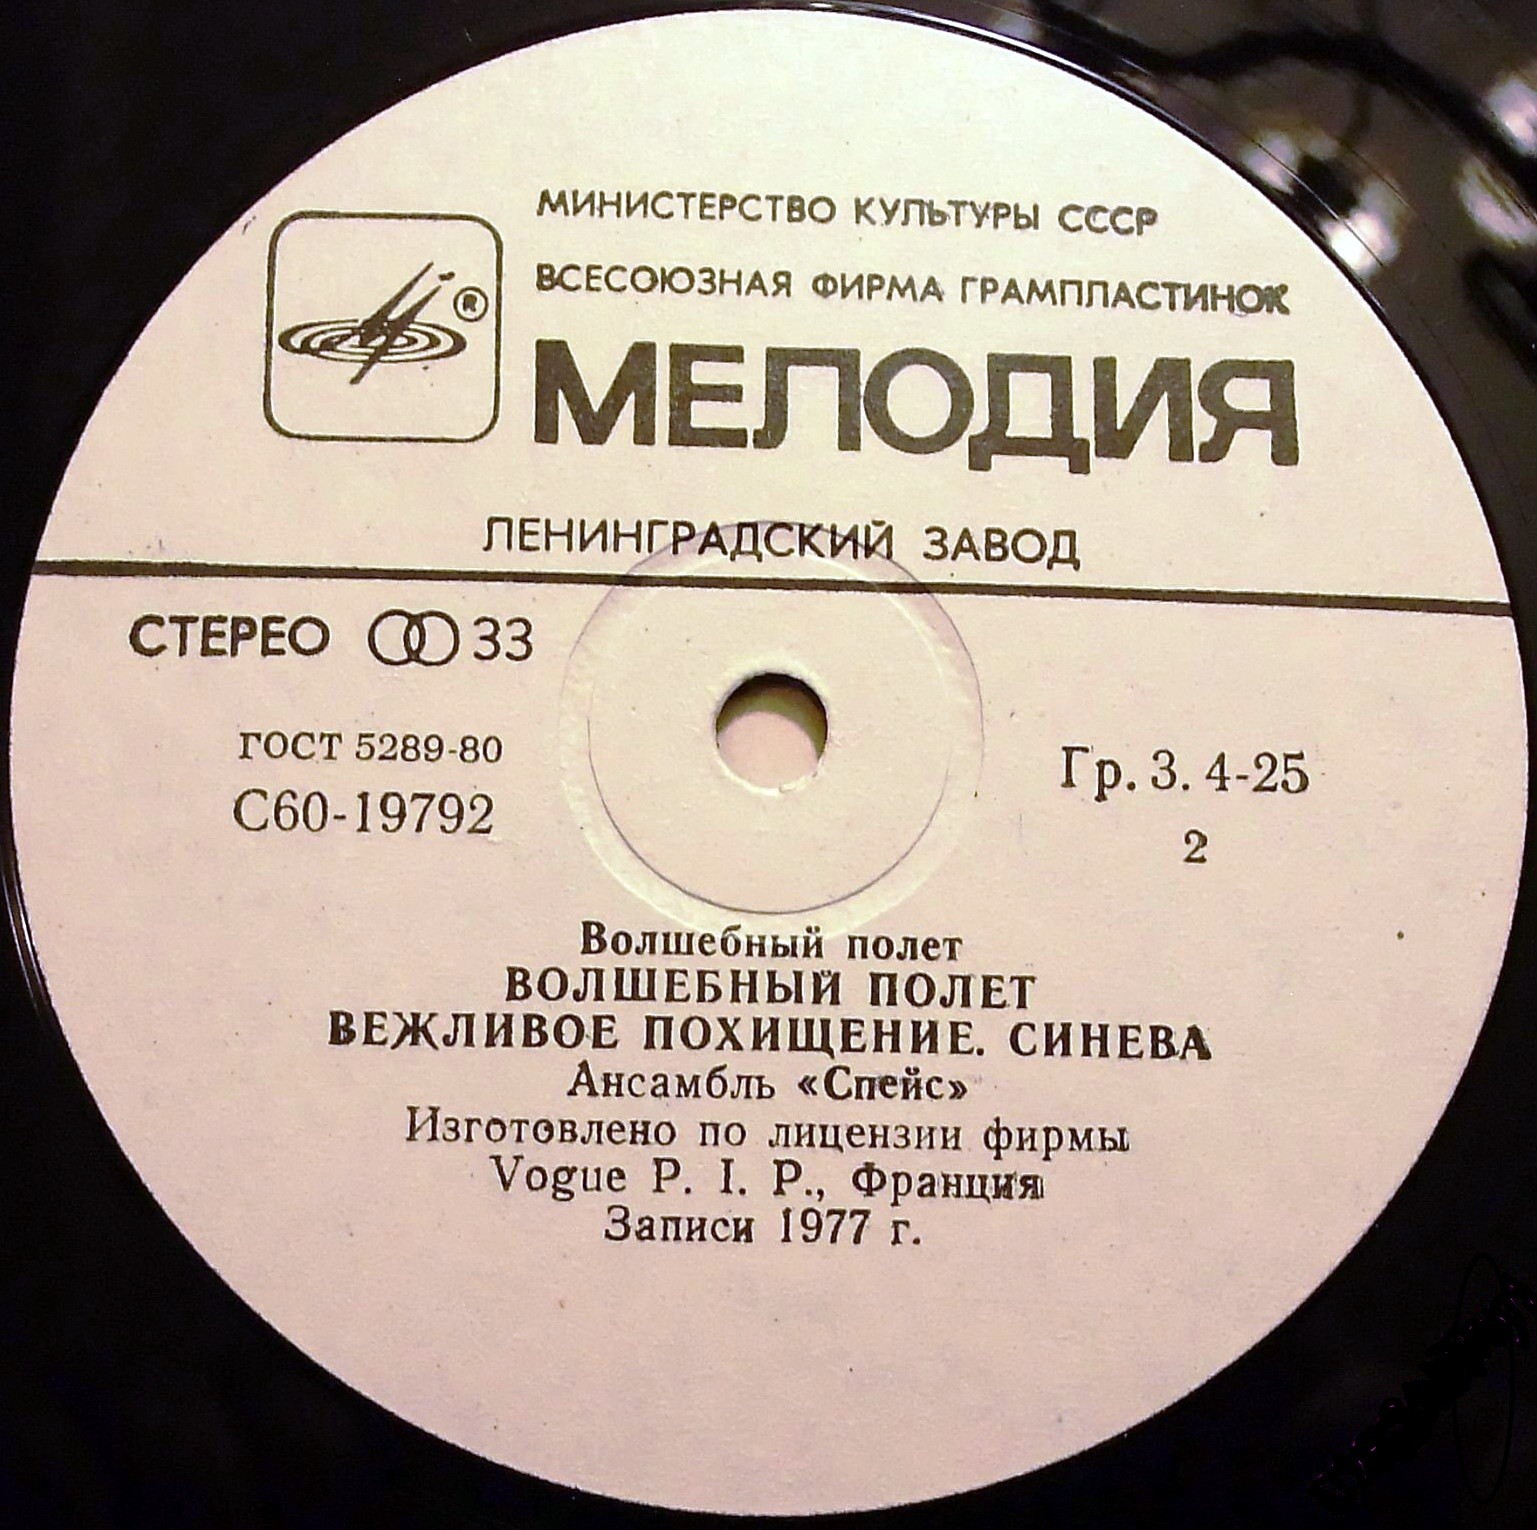 МИНИСТЕРСТВО КУЛЬТУРЫ СССР
ВСЕСОЮЗНАЯ ФИРМА ГРАМПЛАСТИНОК
®
МЕЛОДИЯ
ЛЕНИНГРАДСКИЙ ЗАВОД
СТЕРЕО 33
ГОСТ 5289-80
С60-19792
Гр. 3. 4-25
2
Волшебный полет
ВОЛШЕБНЫЙ ПОЛЕТ
ВЕЖЛИВОЕ ПОХИЩЕНИЕ. СИНЕВА
Ансамбль «Спейс»
Изготовлено по лицензии фирмы
Vogue P. I. P., Франция
Записи 1977 г.